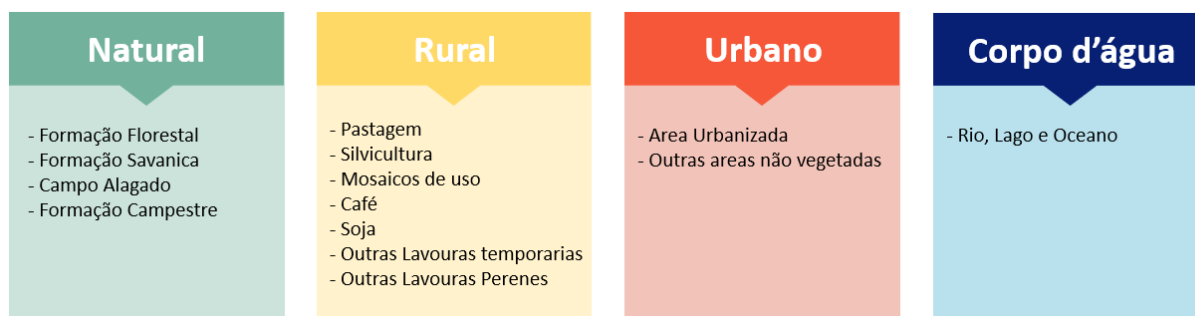 Natural
- Formação Florestal
- Formação Savanica
- Campo Alagado
- Formação Campestre
Rural
- Pastagem
- Silvicultura
- Mosaicos de uso
- Café
- Soja
- Outras Lavouras temporarias
- Outras Lavouras Perenes
Urbano
- Area Urbanizada
- Outras areas não vegetadas
Corpo d’água
- Rio, Lago e Oceano